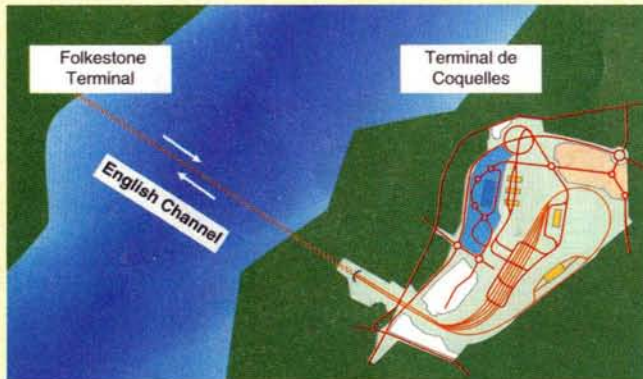 Folkestone
Terminal
Terminal de
Coquelles
English Channel